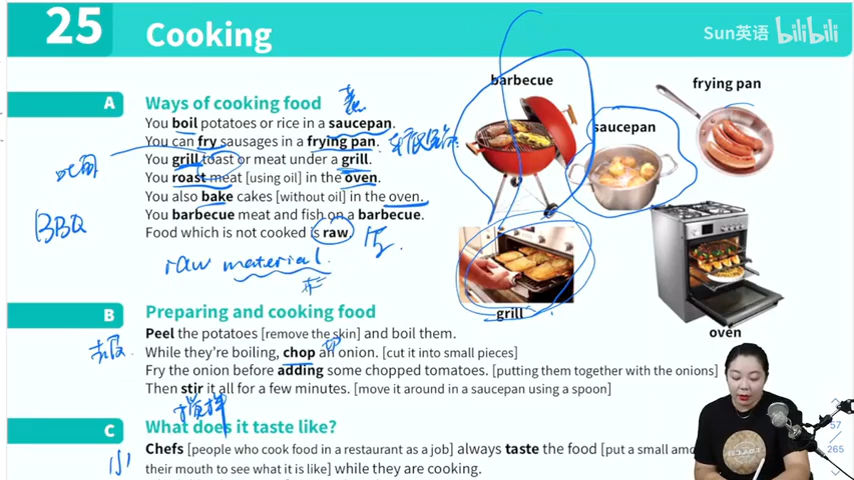 25 Cooking
Sun英语 bilibili
barbecue
frying pan
saucepan
grill
oven
A
Ways of cooking food
You boil potatoes or rice in a saucepan.
You can fry sausages in a frying pan.
You grill toast or meat under a grill.
You roast meat [using oil] in the oven.
You also bake cakes [without oil] in the oven.
You barbecue meat and fish on a barbecue.
Food which is not cooked is raw.
BBQ
raw material.
B
Preparing and cooking food
Peel the potatoes [remove the skin] and boil them.
While they're boiling, chop an onion. [cut it into small pieces]
Fry the onion before adding some chopped tomatoes. [putting them together with the onions]
Then stir it all for a few minutes. [move it around in a saucepan using a spoon]
搅拌
C
What does it taste like?
Chefs [people who cook food in a restaurant as a job] always taste the food [put a small
their mouth to see what it is like] while they are cooking.
57
/
265